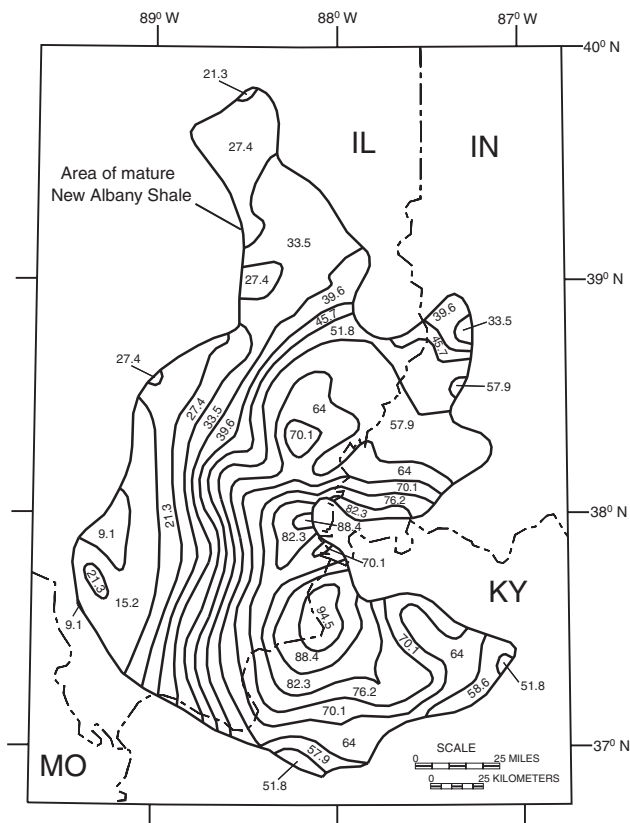 89⁰ W
88⁰ W
87⁰ W
40⁰ N
21.3
IL
IN
27.4
Area of mature
New Albany Shale
33.5
27.4
39⁰ N
39.6
45.7
51.8
39.6
33.5
45.7
27.4
57.9
27.4
33.5
39.6
64
57.9
70.1
64
70.1
76.2
21.3
82.3
38⁰ N
88.4
9.1
82.3
70.1
KY
21.3
15.2
9.1
94.5
70.1
64
88.4
51.8
82.3
76.2
58.6
70.1
64
57.9
37⁰ N
MO
51.8
SCALE
0 25 MILES
0 25 KILOMETERS